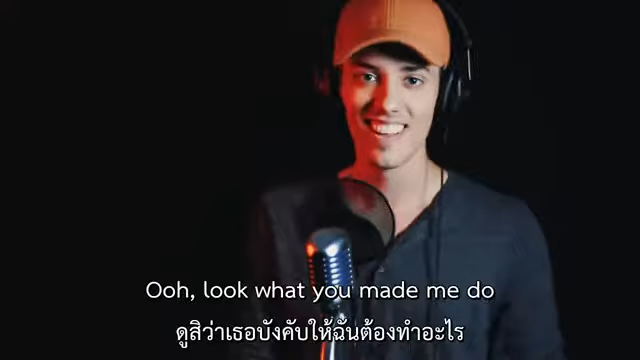 Ooh, look what you made me do
ดูสิว่าเธอบังคับให้ฉันต้องทำอะไร